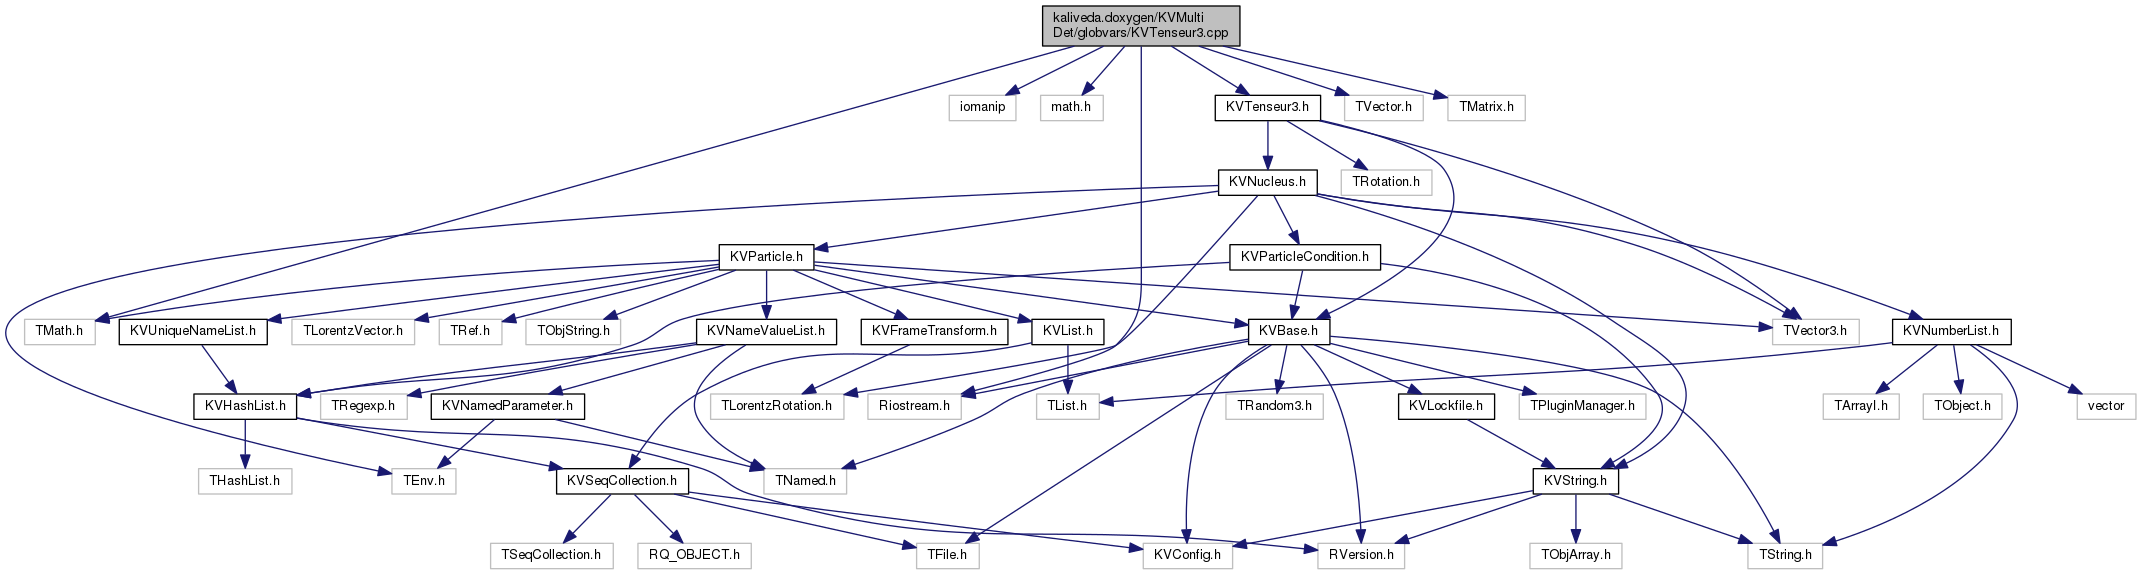 kaliveda.doxygen/KVMulti
Det/globvars/KVTenseur3.cpp
iomanip
math.h
KVTenseur3.h
TVector.h
TMatrix.h
KVNucleus.h
TRotation.h
KVParticle.h
KVParticleCondition.h
TMath.h
KVUniqueNameList.h
TLorentzVector.h
TRef.h
TObjString.h
KVNameValueList.h
KVFrameTransform.h
KVList.h
KVBase.h
TVector3.h
KVNumberList.h
KVHashList.h
TRegexp.h
KVNamedParameter.h
TLorentzRotation.h
Riostream.h
TList.h
TRandom3.h
KVLockfile.h
TPluginManager.h
TArrayI.h
TObject.h
vector
THashList.h
TEnv.h
KVSeqCollection.h
TNamed.h
KVString.h
TSeqCollection.h
RQ_OBJECT.h
TFile.h
KVConfig.h
RVersion.h
TObjArray.h
TString.h